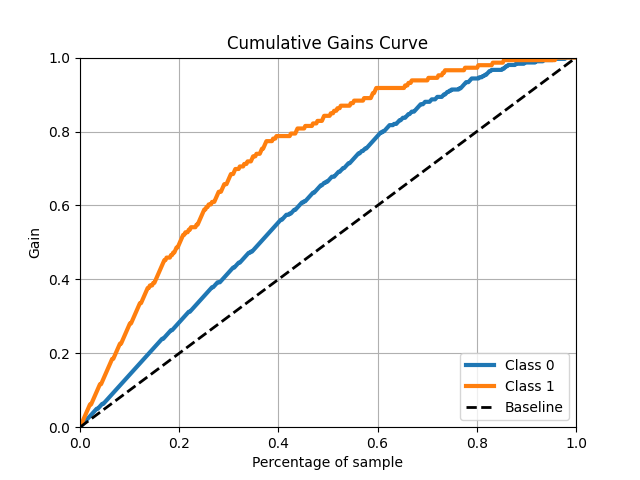 Cumulative Gains Curve
1.0
0.8
0.6
0.4
0.2
0.0
Gain
0.0 0.2 0.4 0.6 0.8 1.0
Percentage of sample
Class 0
Class 1
Baseline